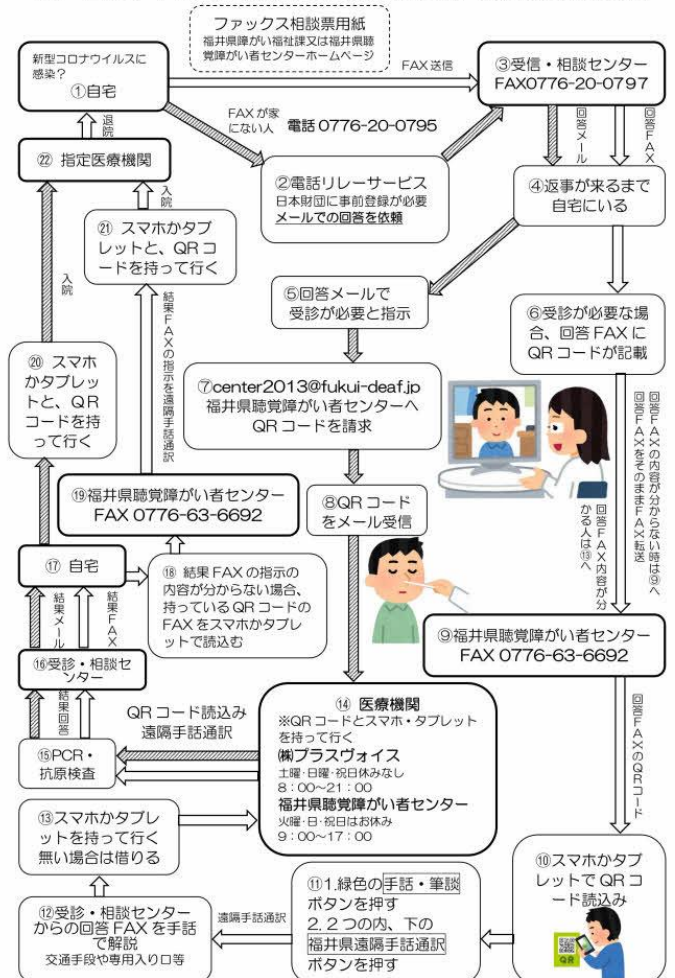 ファックス相談票用紙
福井県障がい福祉課又は福井県聴
覚障がい者センターホームページ
新型コロナウイルスに
感染?
①自宅
FAX送信
③受信・相談センター
FAX0776-20-0797
FAXが家
にない人
電話0776-20-0795
退院
回答メール
回答FAX
㉒ 指定医療機関
②電話リレーサービス
日本財団に事前登録が必要
メールでの回答を依頼
④返事が来るまで
自宅にいる
入院
㉑ スマホかタブ
レットと、QRコ
ードを持って行く
入院
⑤回答メールで
受診が必要と指示
⑥受診が必要な場
合、回答FAXに
QRコードが記載
結果FAXの指示を遠隔手話通訳
⑳ スマホ
かタブレッ
トと、QR
コードを持
って行く
⑦center2013@fukui-deaf.jp
福井県聴覚障がい者センターへ
QRコードを請求
回答FAXの内容が分からない時は⑨へ
回答FAXをそのままFAX転送
回答FAX内容が分
かる人は⑬へ
⑲福井県聴覚障がい者センター
FAX 0776-63-6692
⑧QRコード
をメール受信
⑰ 自宅
⑱ 結果FAXの指示の
内容が分からない場合、
持っているQRコードの
FAXをスマホかタブレッ
トで読込む
結果メール
結果FAX
⑨福井県聴覚障がい者センター
FAX 0776-63-6692
⑯受診・相談セ
ンター
結果回答
QRコード読込み
遠隔手話通訳
⑭ 医療機関
※QRコードとスマホ・タブレット
を持って行く
㈱プラスヴォイス
土曜・日曜・祝日休みなし
8:00~21:00
福井県聴覚障がい者センター
火曜・日・祝日はお休み
9:00~17:00
回答FAXのQRコード
⑮PCR・
抗原検査
⑬スマホかタブレ
ットを持って行く
無い場合は借りる
⑩スマホかタブ
レットでQRコ
ード読込み
QR
⑪1.緑色の手話・筆談
ボタンを押す
2.2つの内、下の
福井県遠隔手話通訳
ボタンを押す
遠隔手話通訳
⑫受診・相談センター
からの回答FAXを手話
で解説
交通手段や専用入り口等